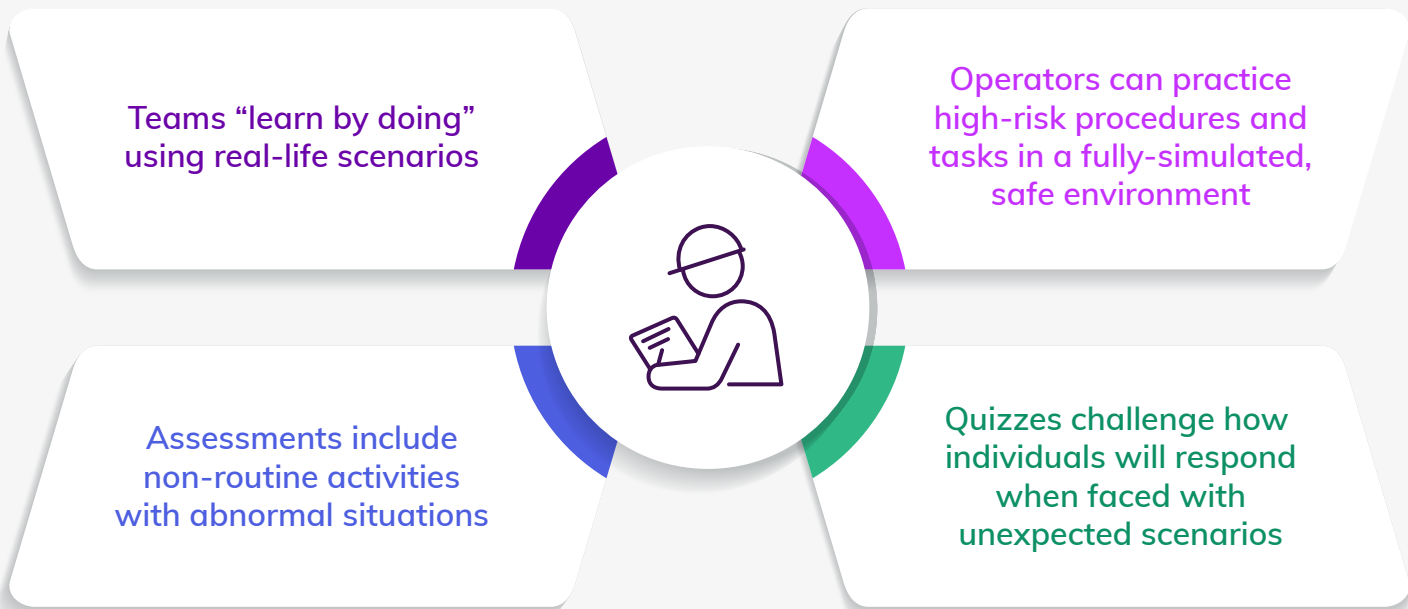 Teams “learn by doing”
using real-life scenarios
Operators can practice
high-risk procedures and
tasks in a fully-simulated,
safe environment
Assessments include
non-routine activities
with abnormal situations
Quizzes challenge how
individuals will respond
when faced with
unexpected scenarios